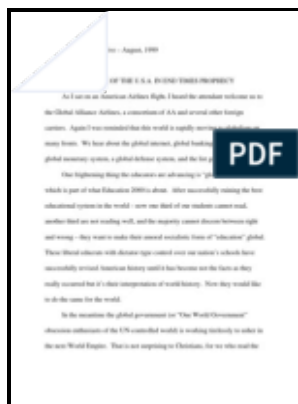 - August, 1999
OF THE U.S.A. IN END TIMES PROPHECY
As I sat on an American Airlines flight, I heard the attendant welcome us to
the Global Alliance Airlines, a consortium of AA and several other foreign
carriers. Again I was reminded that this world is rapidly moving
many fronts. We hear about the global internet, global banking
global monetary system, a global defense system, and the list
PDF
One frightening thing the educators are advancing is
which is part of what Education 2000 is about. After successfully ruining the best
educational system in the world - now one third of our students cannot read,
another third are not reading well, and the majority cannot discern between right
and wrong - they want to make their amoral socialistic form of "education" global.
These liberal educrats with dictator-type control over our nation's schools have
successfully revised American history until it has become not the facts as they
really occurred but it's their interpretation of world history. Now they would like
to do the same for the world.
In the meantime the global government (or "One World Government"
obsession enthusiasts of the UN-controlled world) is working tirelessly to usher in
the next World Empire. That is not surprising to Christians, for we who read the